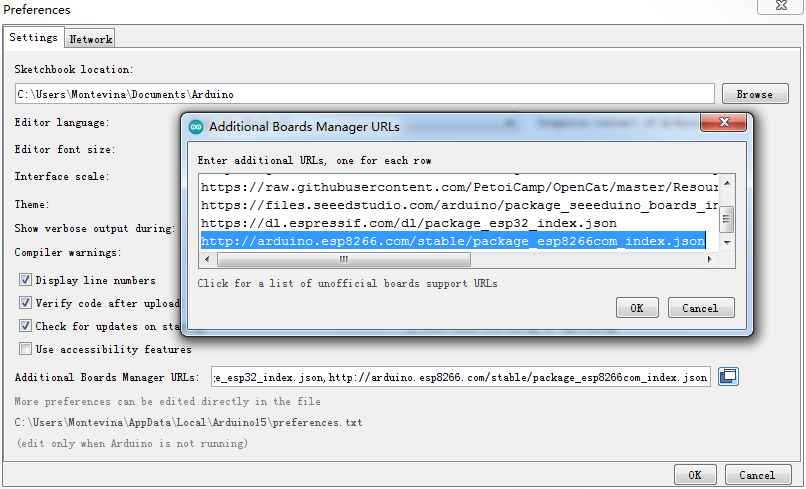 Preferences
Settings Network
Sketchbook location:
C:\Users\Montevina\Documents\Arduino Browse
Editor language:
Editor font size:
Interface scale:
Theme:
Show verbose output during:
Compiler warnings:
Display line numbers
Verify code after upload
Check for updates on
Use accessibility features
Additional Boards Manager URLs: e_esp32_index.json,http://arduino.esp8266.com/stable/package_esp8266com_index.json
More preferences can be edited directly in the file
C:\Users\Montevina\AppData\Local\Arduino15\preferences.txt
(edit only when Arduino is not running)
OK Cancel
Additional Boards Manager URLs
Enter additional URLs, one for each row
https://raw.githubusercontent.com/PetoiCamp/OpenCat/master/Resour
https://files.seeedstudio.com/arduino/package_seeeduino_boards_in
https://dl.espressif.com/dl/package_esp32_index.json
http://arduino.esp8266.com/stable/package_esp8266com_index.json
Click for a list of unofficial boards support URLs
OK Cancel